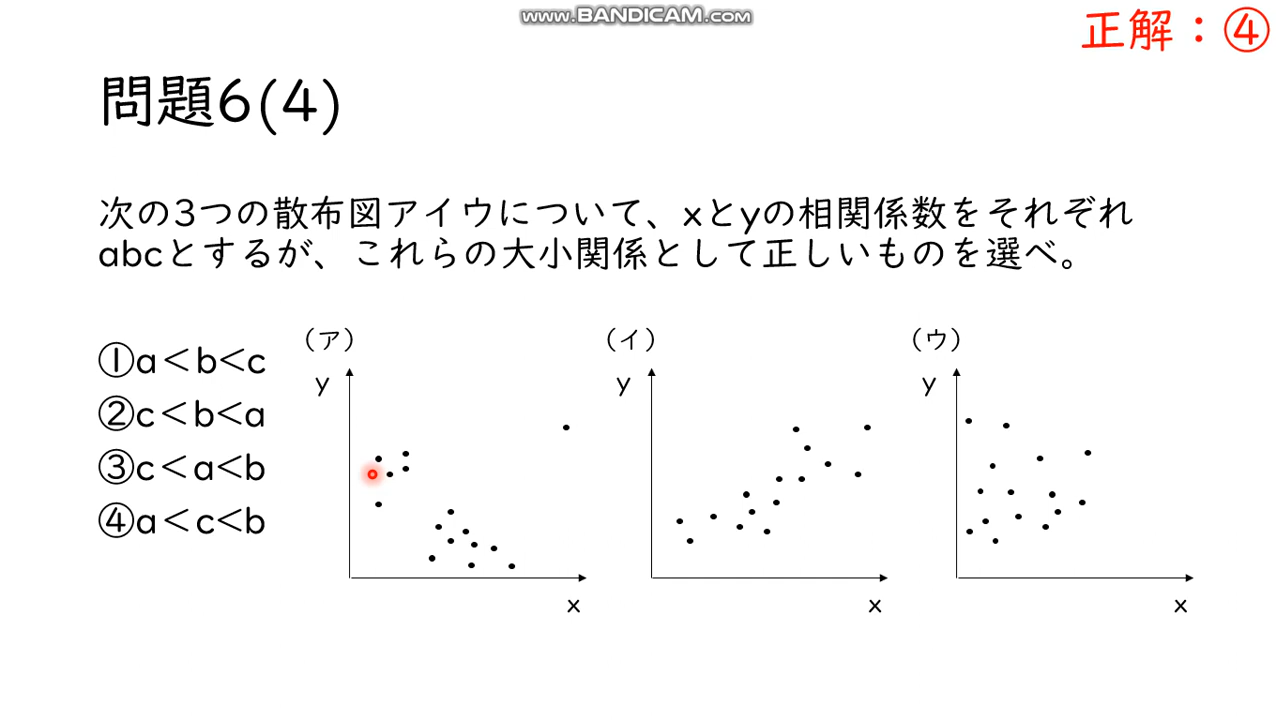 www.BANDICAM.com
正解：④
問題6(4)
次の3つの散布図アイウについて、xとyの相関係数をそれぞれ
abcとするが、これらの大小関係として正しいものを選べ。
①a＜b<c
②c＜b<a
③c＜a<b
④a＜c<b
（ア）
y
x
（イ）
y
x
（ウ）
y
x